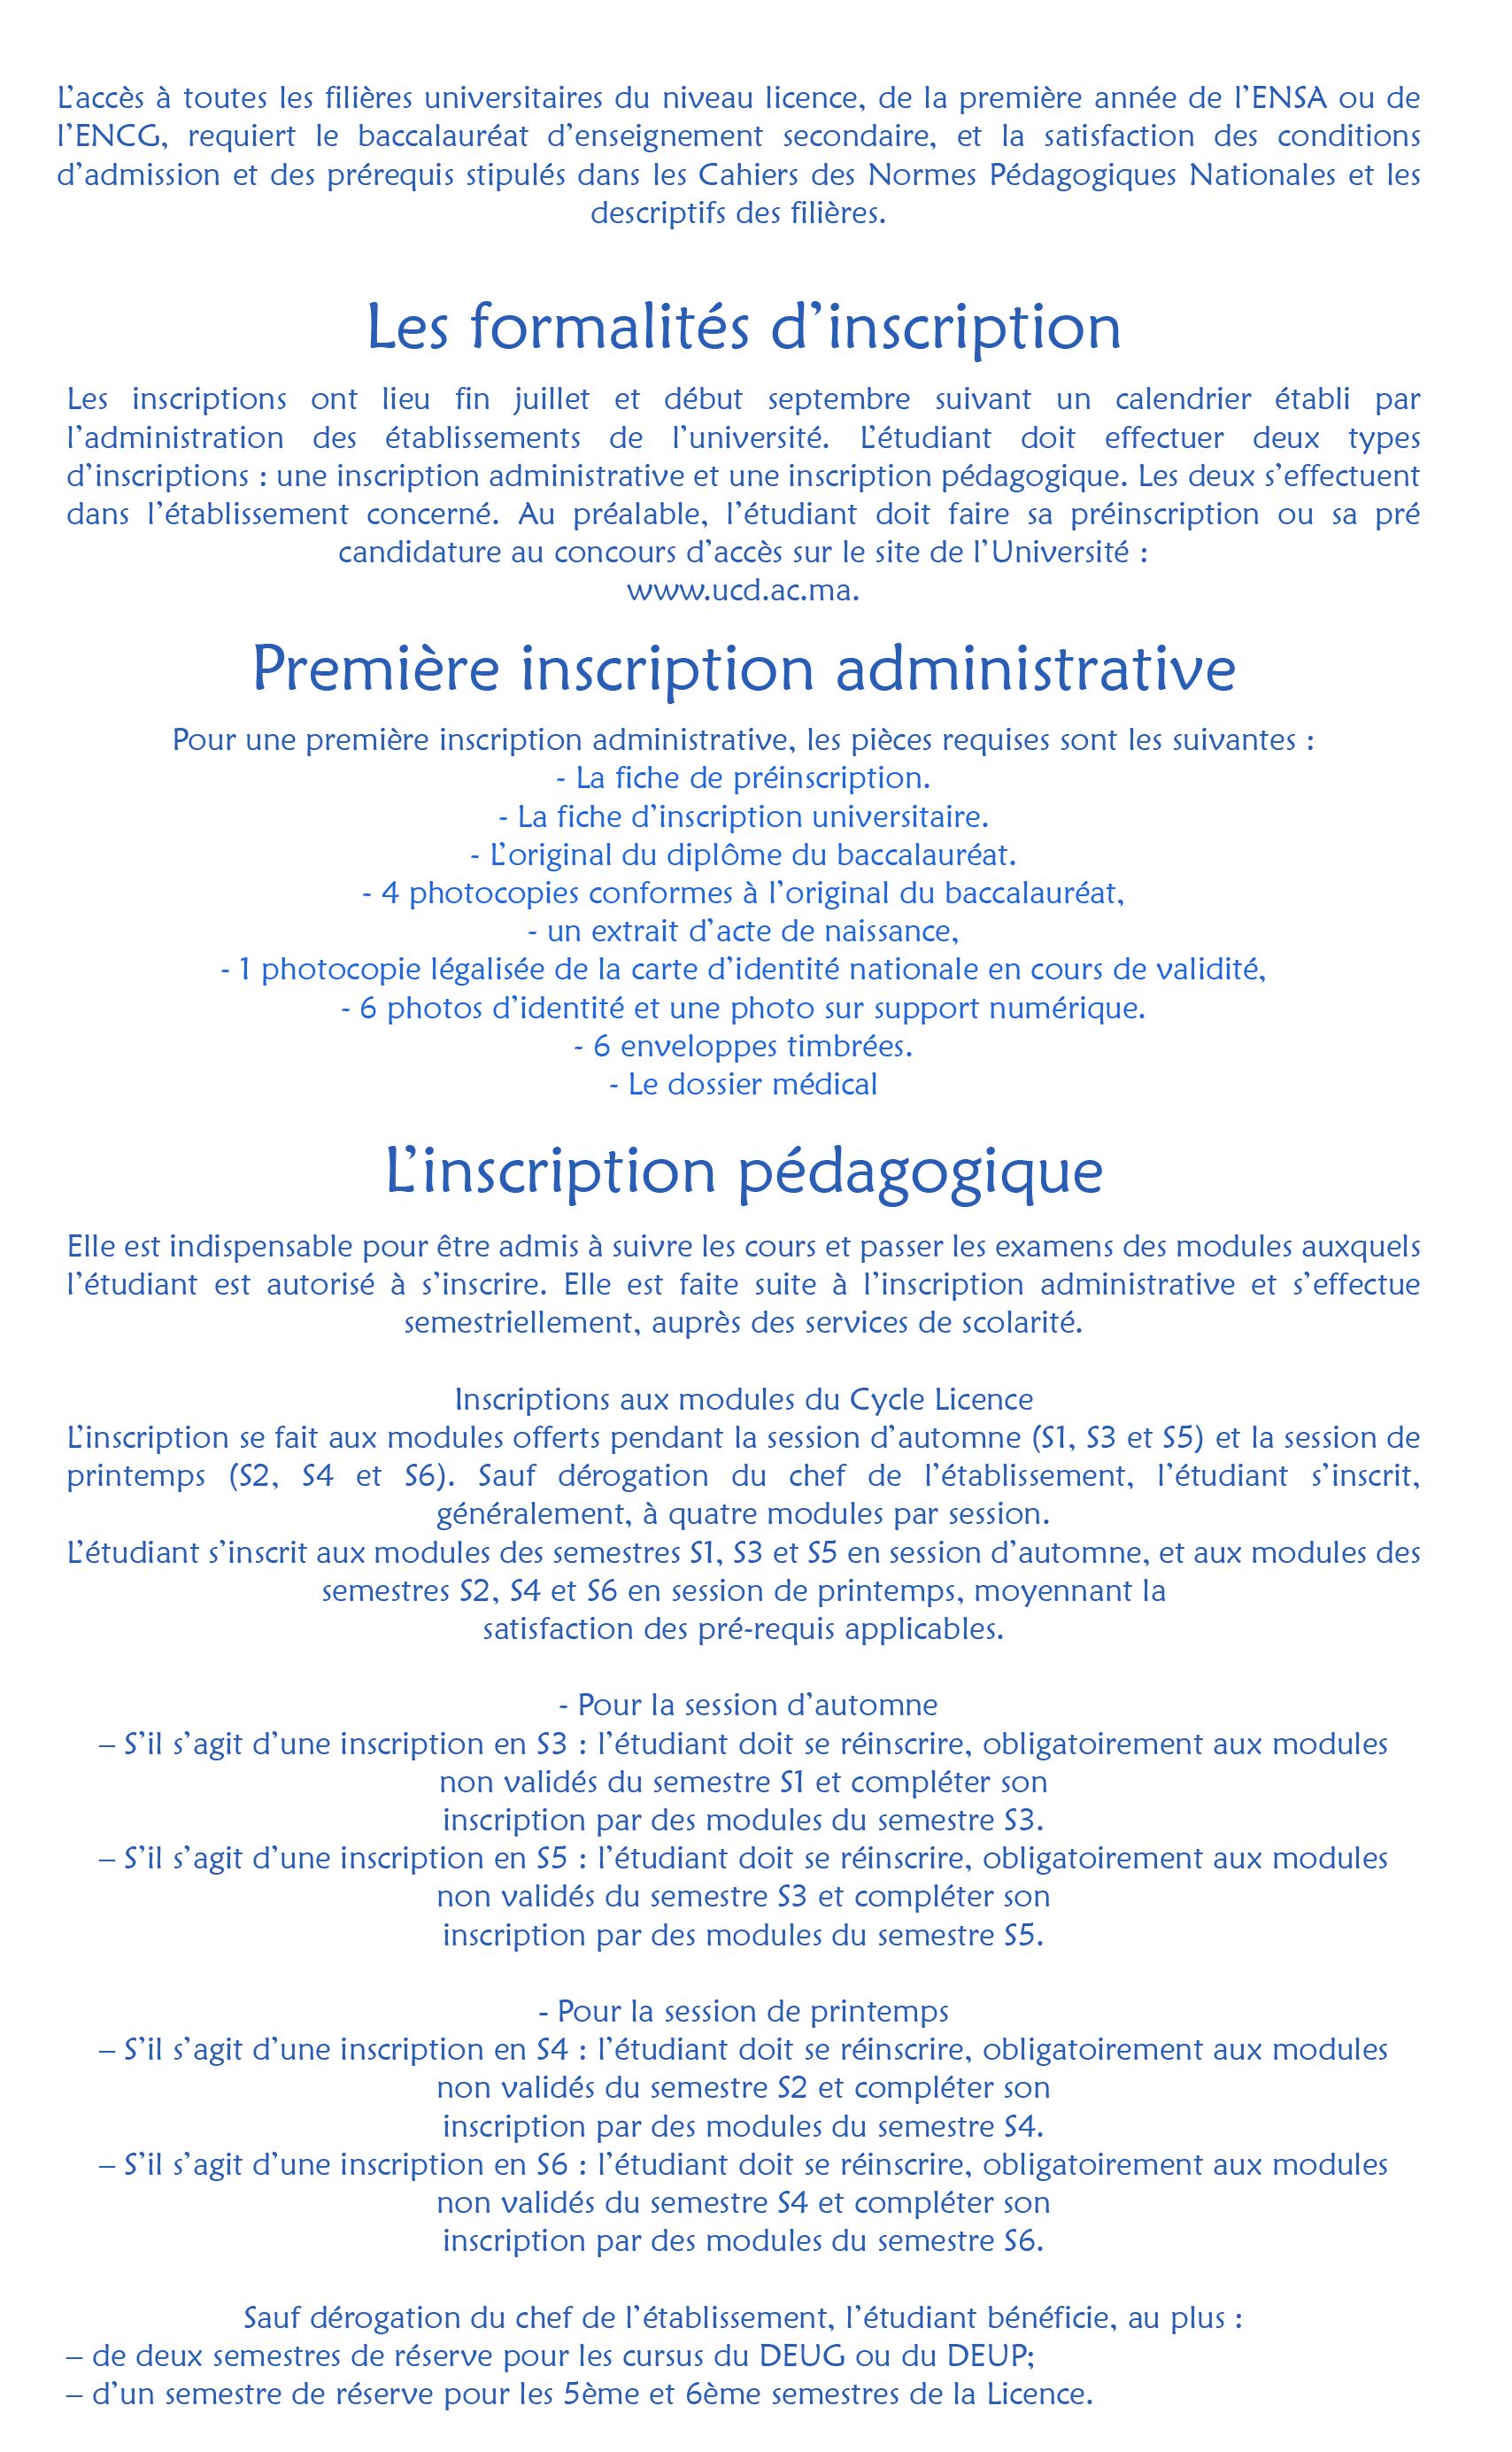 L’accès à toutes les filières universitaires du niveau licence, de la première année de l’ENSA ou de
l’ENCG, requiert le baccalauréat d’enseignement secondaire, et la satisfaction des conditions
d’admission et des prérequis stipulés dans les Cahiers des Normes Pédagogiques Nationales et les
descriptifs des filières.
Les formalités d’inscription
Les inscriptions ont lieu fin juillet et début septembre suivant un calendrier établi par
l’administration des établissements de l’université. L’étudiant doit effectuer deux types
d’inscriptions : une inscription administrative et une inscription pédagogique. Les deux s’effectuent
dans l’établissement concerné. Au préalable, l’étudiant doit faire sa préinscription ou sa pré
candidature au concours d’accès sur le site de l’Université :
www.ucd.ac.ma.
Première inscription administrative
Pour une première inscription administrative, les pièces requises sont les suivantes :
- La fiche de préinscription.
- La fiche d’inscription universitaire.
- L’original du diplôme du baccalauréat.
- 4 photocopies conformes à l’original du baccalauréat,
- un extrait d’acte de naissance,
- 1 photocopie légalisée de la carte d’identité nationale en cours de validité,
- 6 photos d’identité et une photo sur support numérique.
- 6 enveloppes timbrées.
- Le dossier médical
L’inscription pédagogique
Elle est indispensable pour être admis à suivre les cours et passer les examens des modules auxquels
l’étudiant est autorisé à s’inscrire. Elle est faite suite à l’inscription administrative et s’effectue
semestriellement, auprès des services de scolarité.
Inscriptions aux modules du Cycle Licence
L’inscription se fait aux modules offerts pendant la session d’automne (S1, S3 et S5) et la session de
printemps (S2, S4 et S6). Sauf dérogation du chef de l’établissement, l’étudiant s’inscrit,
généralement, à quatre modules par session.
L’étudiant s’inscrit aux modules des semestres S1, S3 et S5 en session d’automne, et aux modules des
semestres S2, S4 et S6 en session de printemps, moyennant la
satisfaction des pré-requis applicables.
- Pour la session d’automne
– S’il s’agit d’une inscription en S3 : l’étudiant doit se réinscrire, obligatoirement aux modules
non validés du semestre S1 et compléter son
inscription par des modules du semestre S3.
– S’il s’agit d’une inscription en S5 : l’étudiant doit se réinscrire, obligatoirement aux modules
non validés du semestre S3 et compléter son
inscription par des modules du semestre S5.
- Pour la session de printemps
– S’il s’agit d’une inscription en S4 : l’étudiant doit se réinscrire, obligatoirement aux modules
non validés du semestre S2 et compléter son
inscription par des modules du semestre S4.
– S’il s’agit d’une inscription en S6 : l’étudiant doit se réinscrire, obligatoirement aux modules
non validés du semestre S4 et compléter son
inscription par des modules du semestre S6.
Sauf dérogation du chef de l’établissement, l’étudiant bénéficie, au plus :
– de deux semestres de réserve pour les cursus du DEUG ou du DEUP;
– d’un semestre de réserve pour les 5ème et 6ème semestres de la Licence.